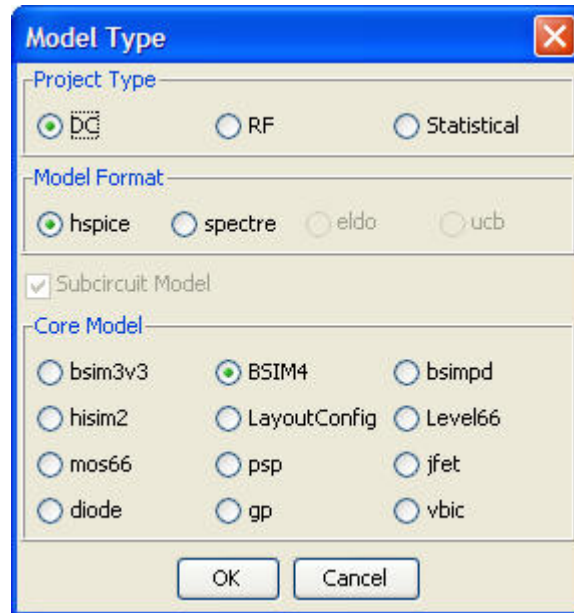 Model Type
Project Type
DC RF Statistical
Model Format
hspice spectre eldo ucb
Subcircuit Model
Core Model
bsim3v3 BSIM4 bsimpd
hisim2 LayoutConfig Level66
mos66 psp jfet
diode gp vbic
OK Cancel